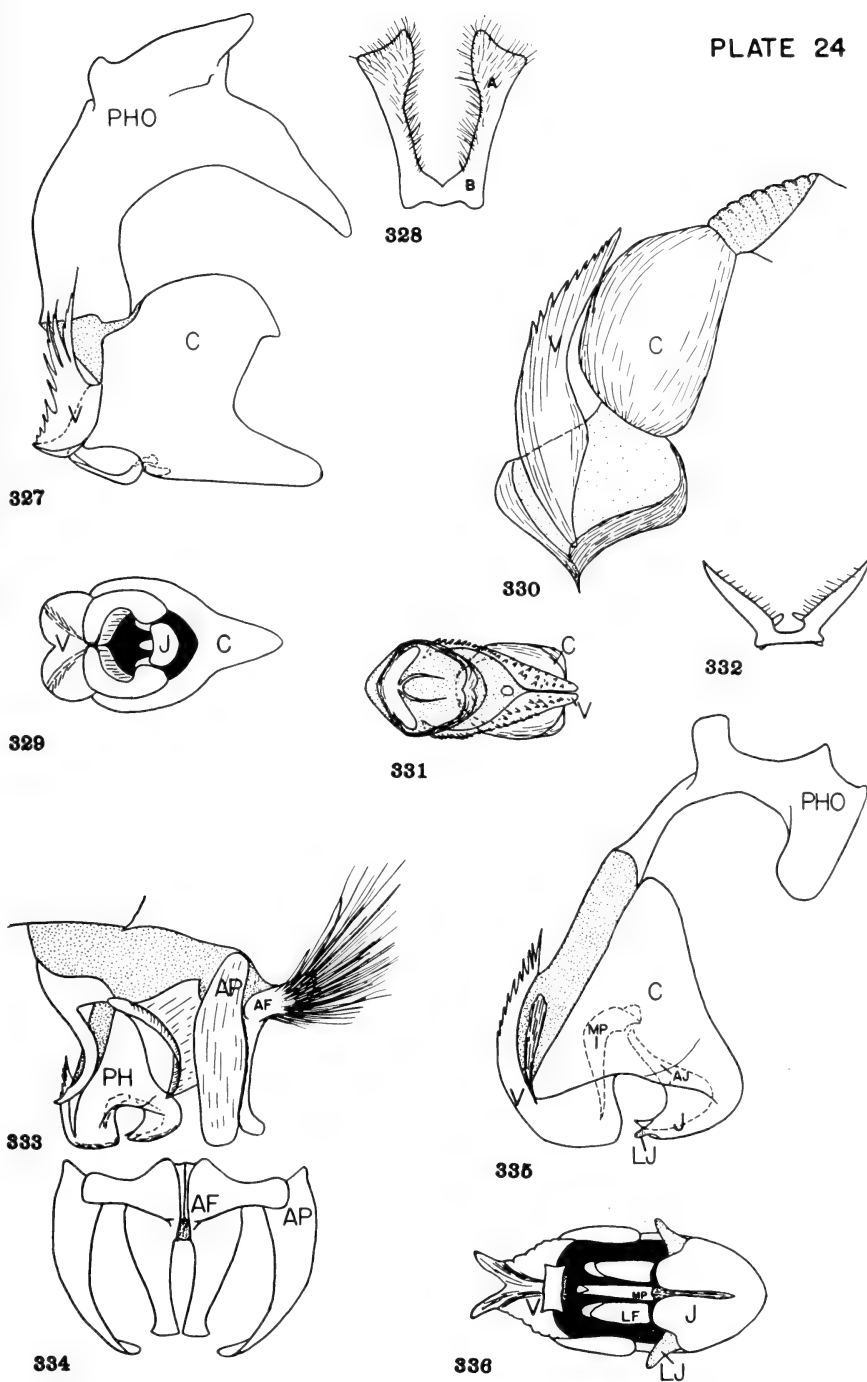 PLATE 24
PHO
A
B
328
C
V
327
V
C
330
V
J
C
329
C
V
331
332
PHO
AP
AF
PH
333
C
MP
AJ
V
J
LJ
335
AF
AP
334
V
MP
LF
J
LJ
336